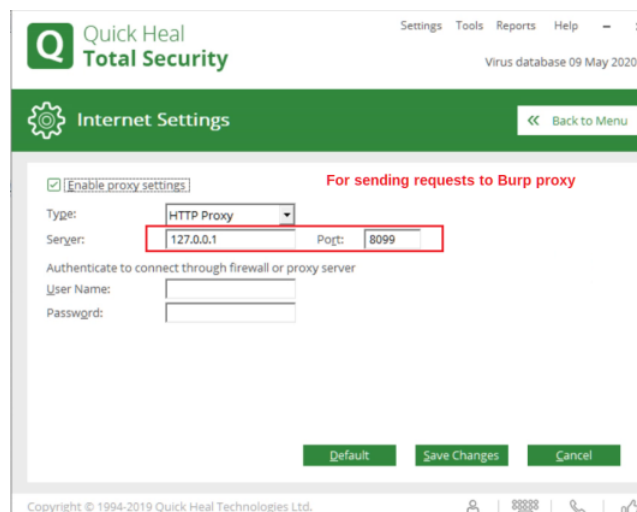 Quick Heal
Total Security
Settings Tools Reports Help
Virus database 09 May 2020
Internet Settings
Back to Menu
Enable proxy settings
For sending requests to Burp proxy
Type: HTTP Proxy
Server: 127.0.0.1 Port: 8099
Authenticate to connect through firewall or proxy server
User Name:
Password:
Default Save Changes Cancel
Copyright © 1994-2019 Quick Heal Technologies Ltd.